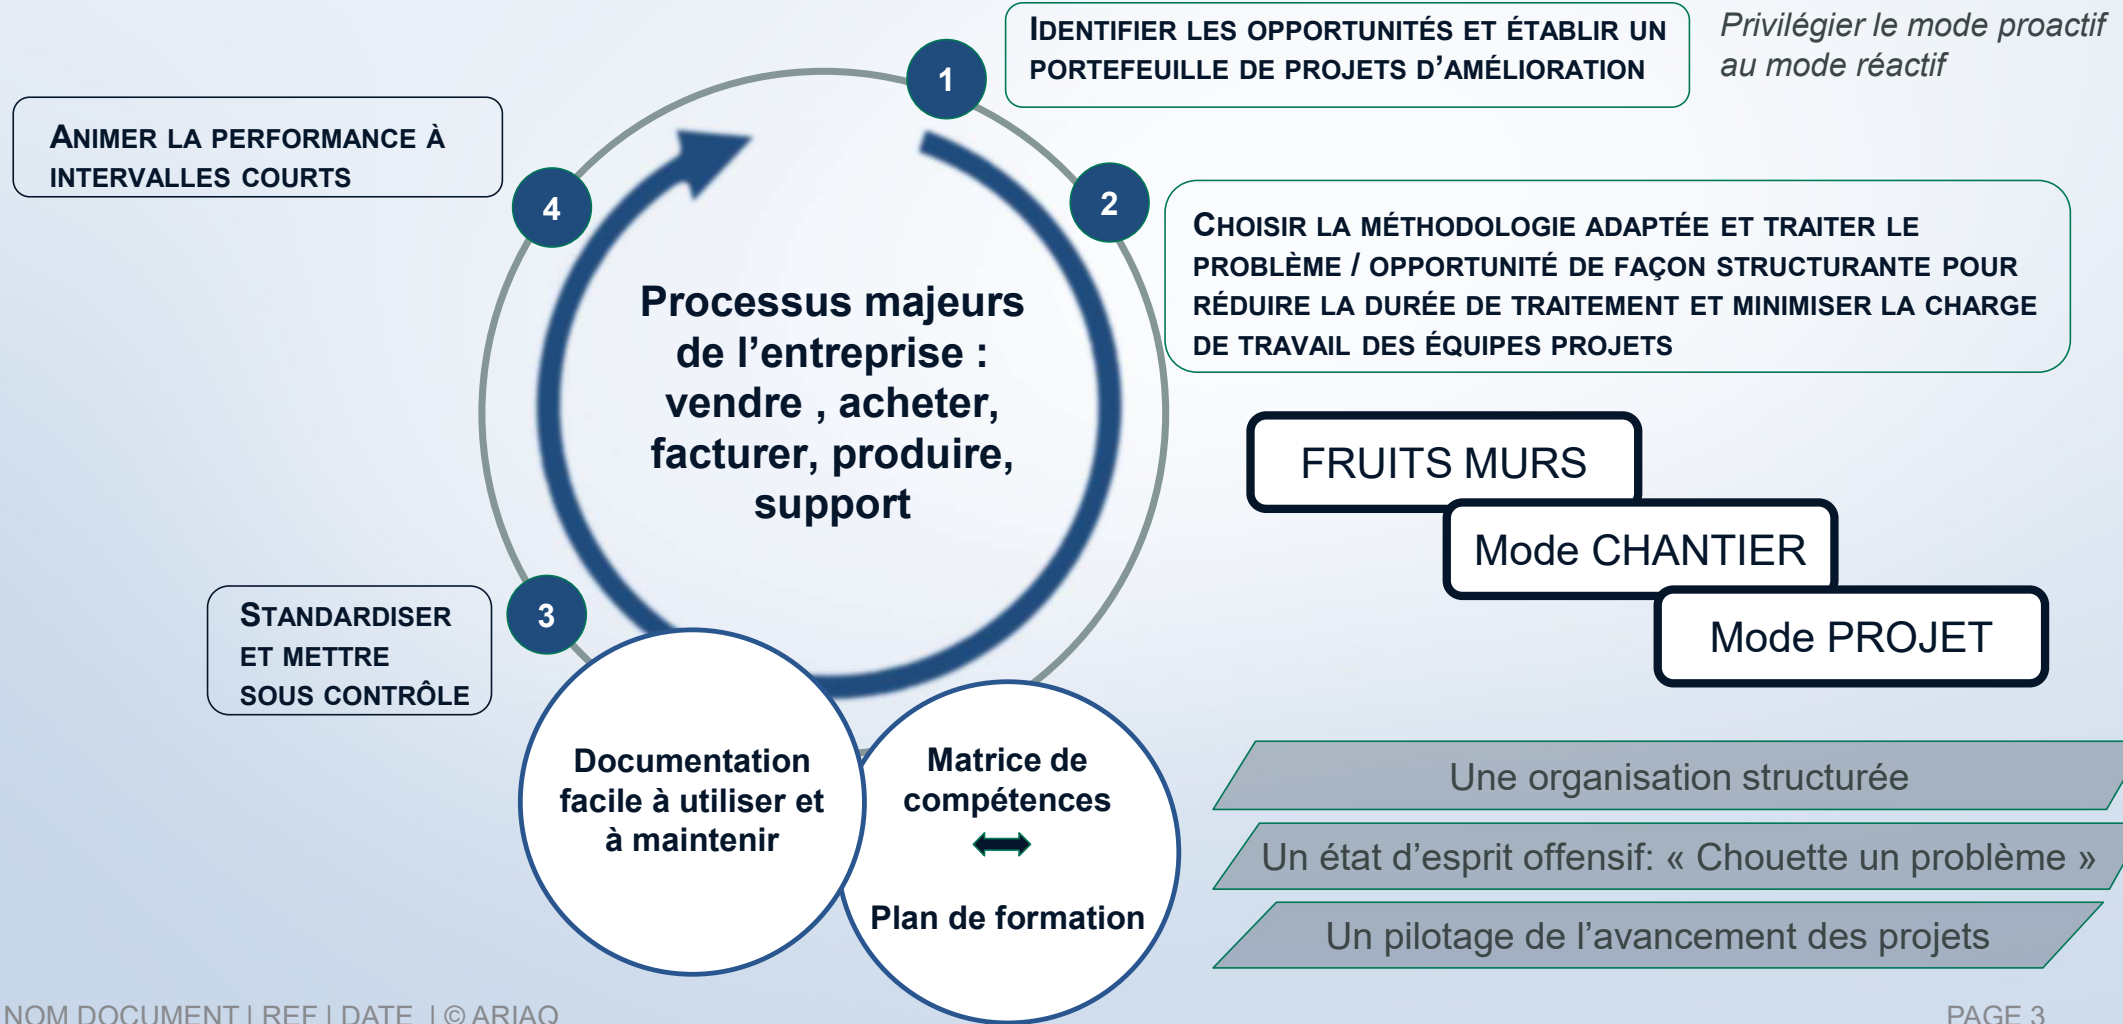 IDENTIFIER LES OPPORTUNITÉS ET ÉTABLIR UN
PORTEFEUILLE DE PROJETS D’AMÉLIORATION
Privilégier le mode proactif
au mode réactif
1
ANIMER LA PERFORMANCE À
INTERVALLES COURTS
4
2
CHOISIR LA MÉTHODOLOGIE ADAPTÉE ET TRAITER LE
PROBLÈME / OPPORTUNITÉ DE FAÇON STRUCTURANTE POUR
RÉDUIRE LA DURÉE DE TRAITEMENT ET MINIMISER LA CHARGE
DE TRAVAIL DES ÉQUIPES PROJETS
Processus majeurs
de l’entreprise :
vendre , acheter,
facturer, produire,
support
FRUITS MURS
Mode CHANTIER
Mode PROJET
STANDARDISER
ET METTRE
SOUS CONTRÔLE
3
Documentation
facile à utiliser et
à maintenir
Matrice de
compétences
Plan de formation
Une organisation structurée
Un état d’esprit offensif: « Chouette un problème »
Un pilotage de l’avancement des projets
NOM DOCUMENT | REF | DATE | © ARIAQ
PAGE 3